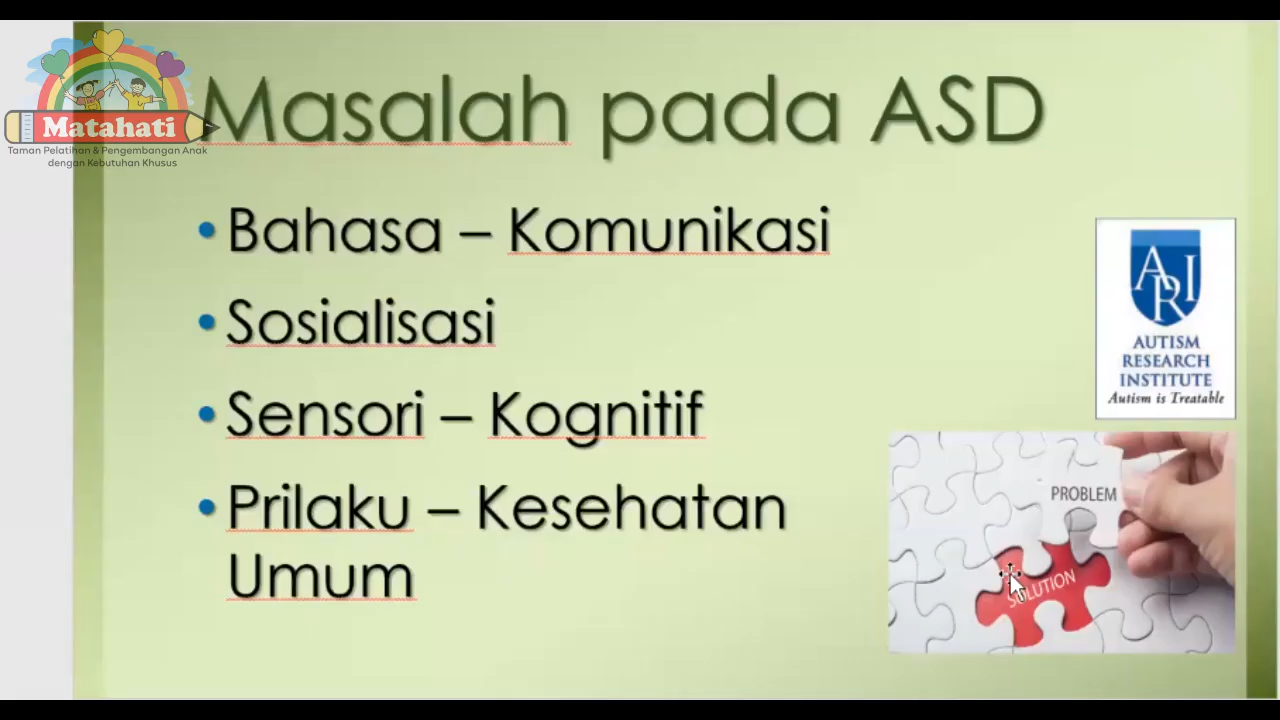 Matahati
Taman Pelatihan & Pengembangan Anak
dengan Kebutuhan Khusus
Masalah pada ASD
• Bahasa – Komunikasi
• Sosialisasi
• Sensori – Kognitif
• Prilaku – Kesehatan
Umum
ARI
AUTISM
RESEARCH
INSTITUTE
Autism is Treatable
PROBLEM
SOLUTION